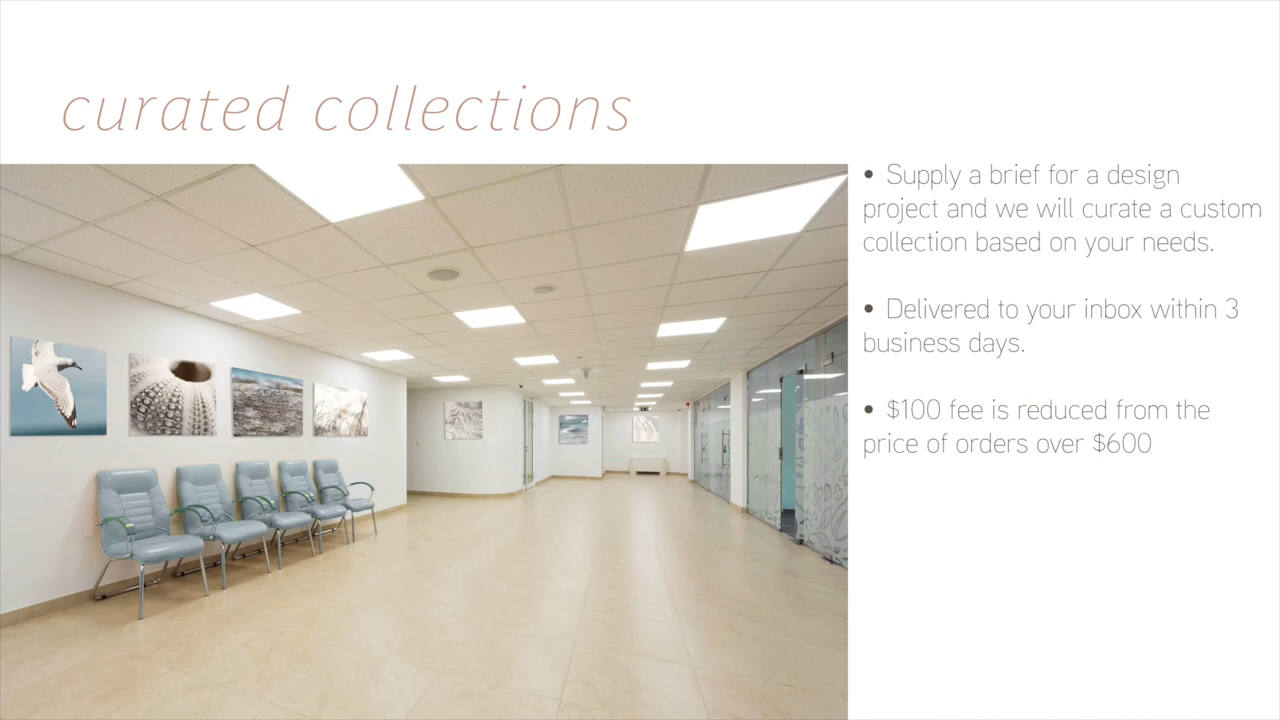 curated collections
• Supply a brief for a design
project and we will curate a custom
collection based on your needs.
• Delivered to your inbox within 3
business days.
• $100 fee is reduced from the
price of orders over $600